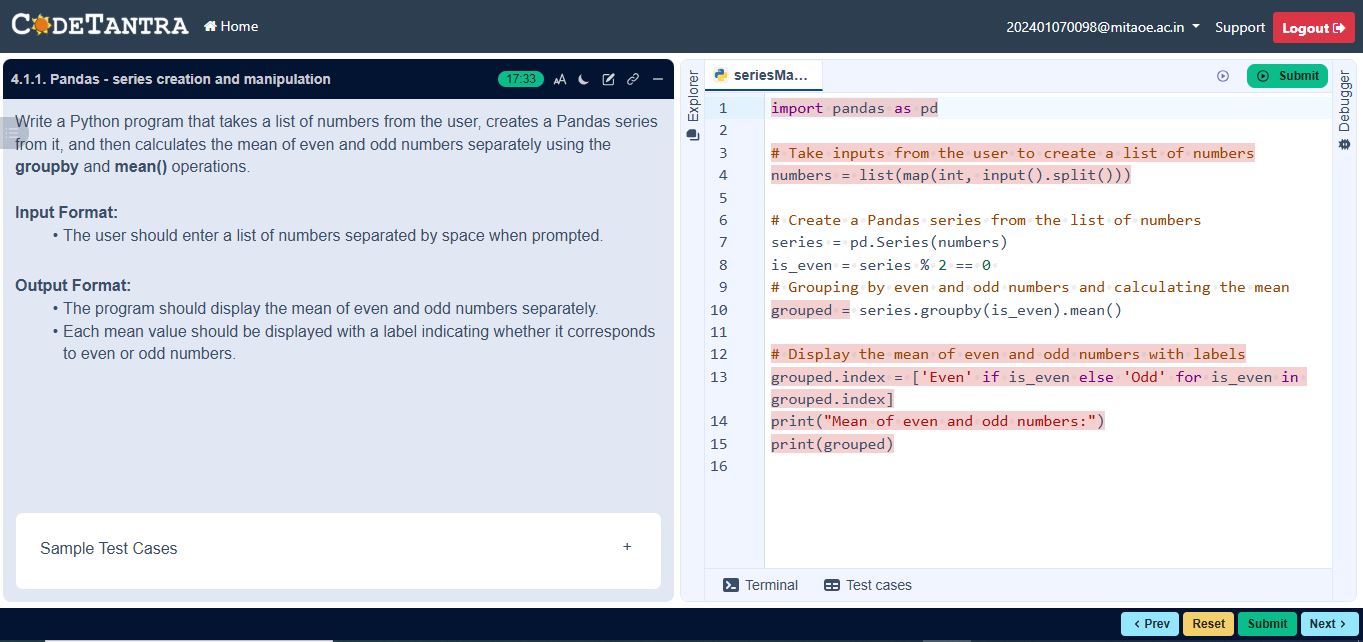 CODETANTRA
Home
202401070098@mitaoe.ac.in
Support
Logout
4.1.1. Pandas - series creation and manipulation
17:33
AA
Write a Python program that takes a list of numbers from the user, creates a Pandas series
from it, and then calculates the mean of even and odd numbers separately using the
groupby and mean() operations.
Input Format:
• The user should enter a list of numbers separated by space when prompted.
Output Format:
• The program should display the mean of even and odd numbers separately.
• Each mean value should be displayed with a label indicating whether it corresponds
to even or odd numbers.
Sample Test Cases
+
Explorer
seriesMa...
Submit
1 import pandas as pd
2
3 # Take inputs from the user to create a list of numbers
4 numbers = list(map(int, input().split()))
5
6 # Create a Pandas series from the list of numbers
7 series = pd.Series(numbers)
8 is_even = series % 2 == 0
9 # Grouping by even and odd numbers and calculating the mean
10 grouped = series.groupby(is_even).mean()
11
12 # Display the mean of even and odd numbers with labels
13 grouped.index = ['Even' if is_even else 'Odd' for is_even in
grouped.index]
14 print("Mean of even and odd numbers:")
15 print(grouped)
16
Debugger
Terminal
Test cases
< Prev
Reset
Submit
Next >